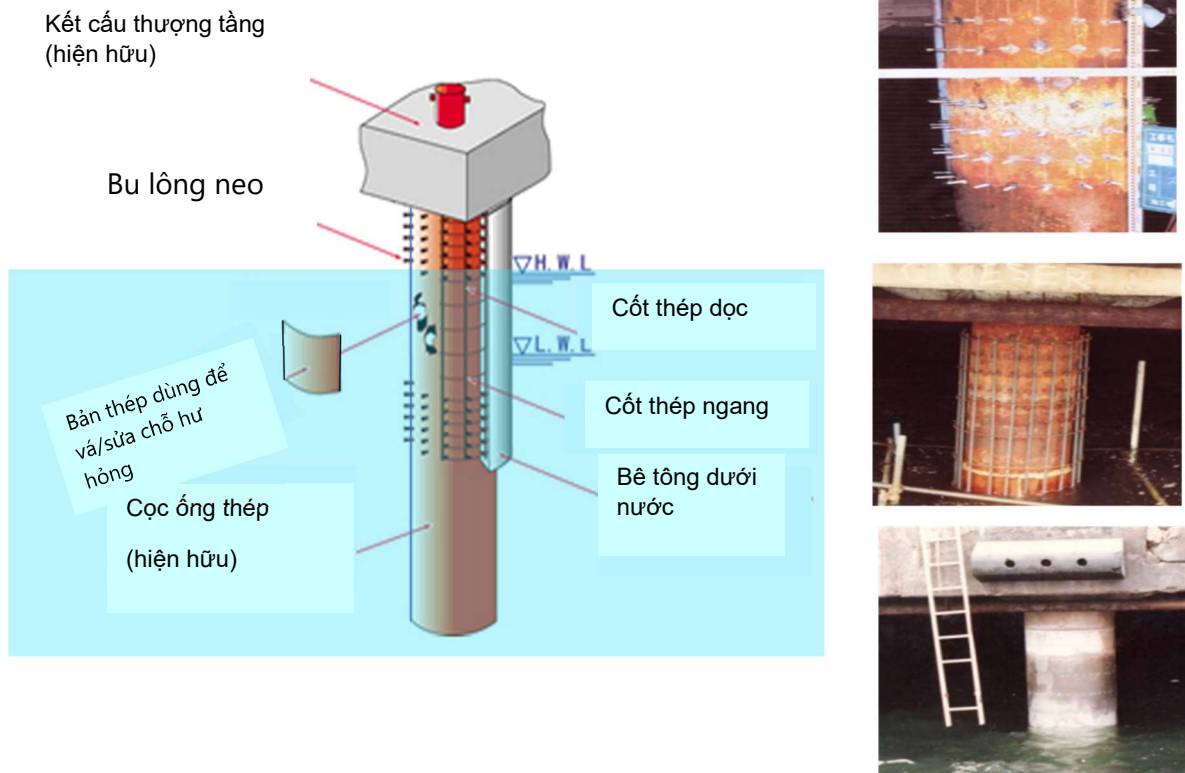 Kết cấu thượng tầng
(hiện hữu)
Bu lông neo
▽H. W. L
Cốt thép dọc
▽L. W. L
Bản thép dùng để
vá/sửa chỗ hư
hỏng
Cốt thép ngang
Bê tông dưới
nước
Cọc ống thép
(hiện hữu)